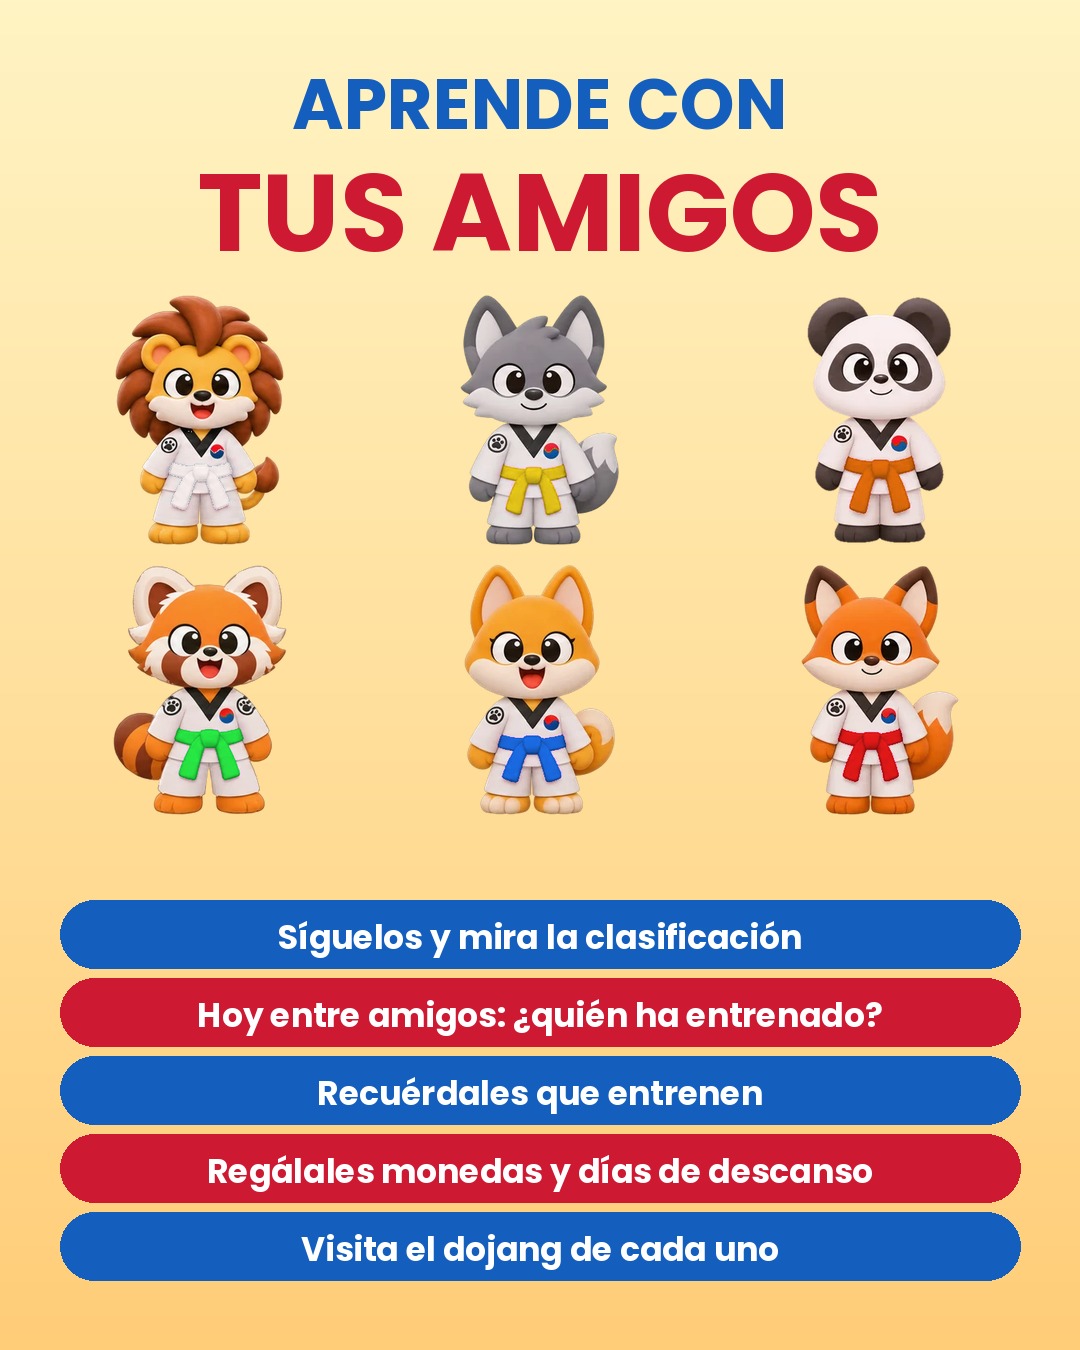 APRENDE CON
TUS AMIGOS
Síguelos y mira la clasificación
Hoy entre amigos: ¿quién ha entrenado?
Recuérdales que entrenen
Regálales monedas y días de descanso
Visita el dojang de cada uno